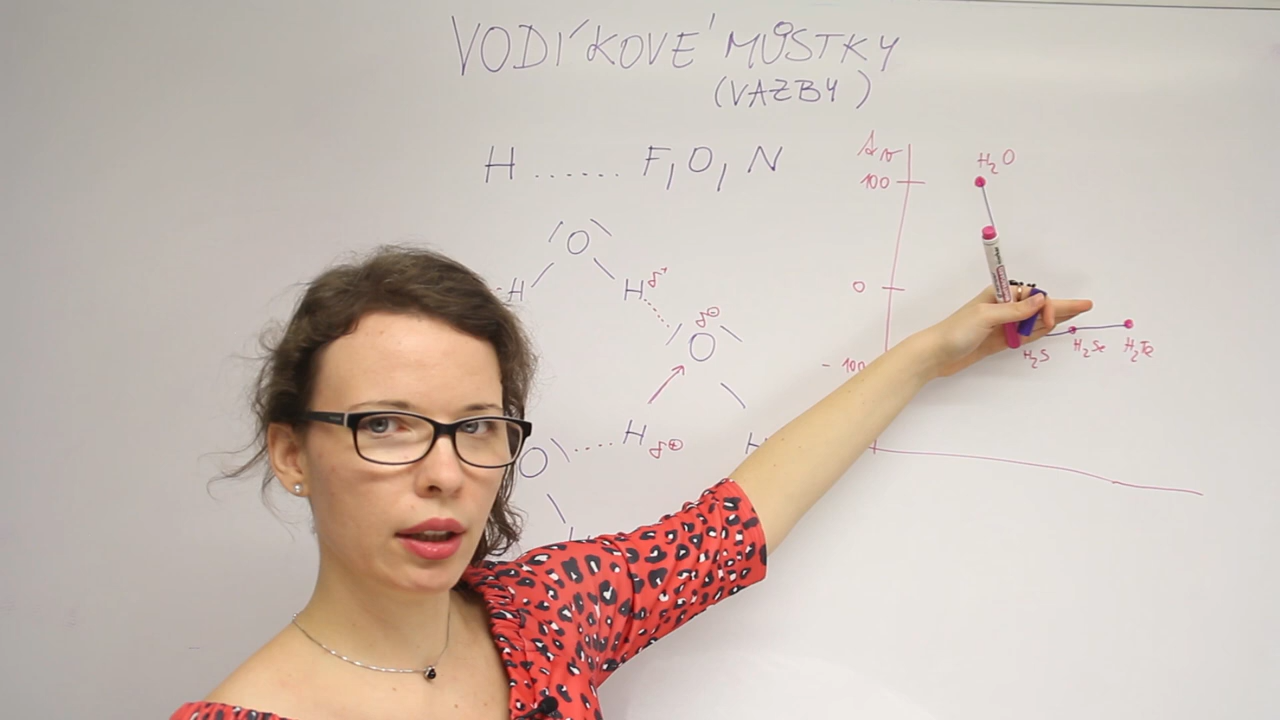 VODÍKOVÉ MŮSTKY
(VAZBY)
H ...... F, O, N
O
H
H δ+
δ⊖
O
H δ⊕
H
O
100
0
- 100
H₂O
H₂S
H₂Se
H₂Te